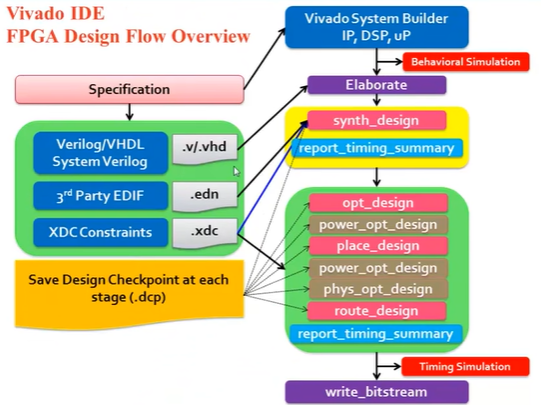 Vivado IDE
FPGA Design Flow Overview
Vivado System Builder
IP, DSP, uP
Behavioral Simulation
Specification
Elaborate
Verilog/VHDL
System Verilog
.v/.vhd
synth_design
report_timing_summary
3rd Party EDIF
.edn
XDC Constraints
.xdc
opt_design
power_opt_design
place_design
power_opt_design
phys_opt_design
route_design
report_timing_summary
Save Design Checkpoint at each
stage (.dcp)
Timing Simulation
write_bitstream